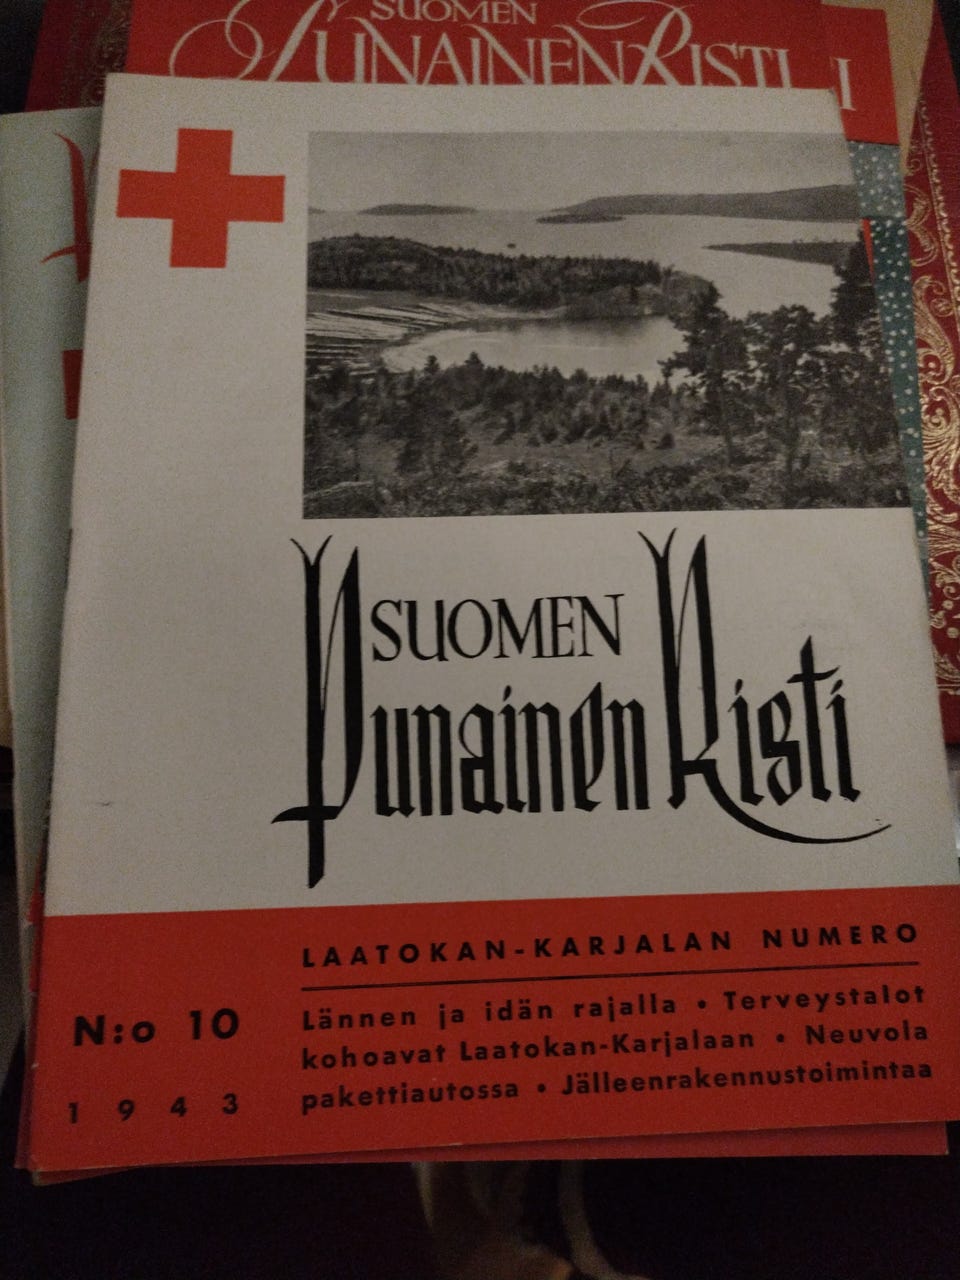 SUOMEN
PUNAINEN RISTI
SUOMEN
Punainen Risti
LAATOKAN-KARJALAN NUMERO
N:o 10
1943
Lännen ja idän rajalla • Terveystalot
kohoavat Laatokan-Karjalaan • Neuvola
pakettiautossa • Jälleenrakennustoimintaa